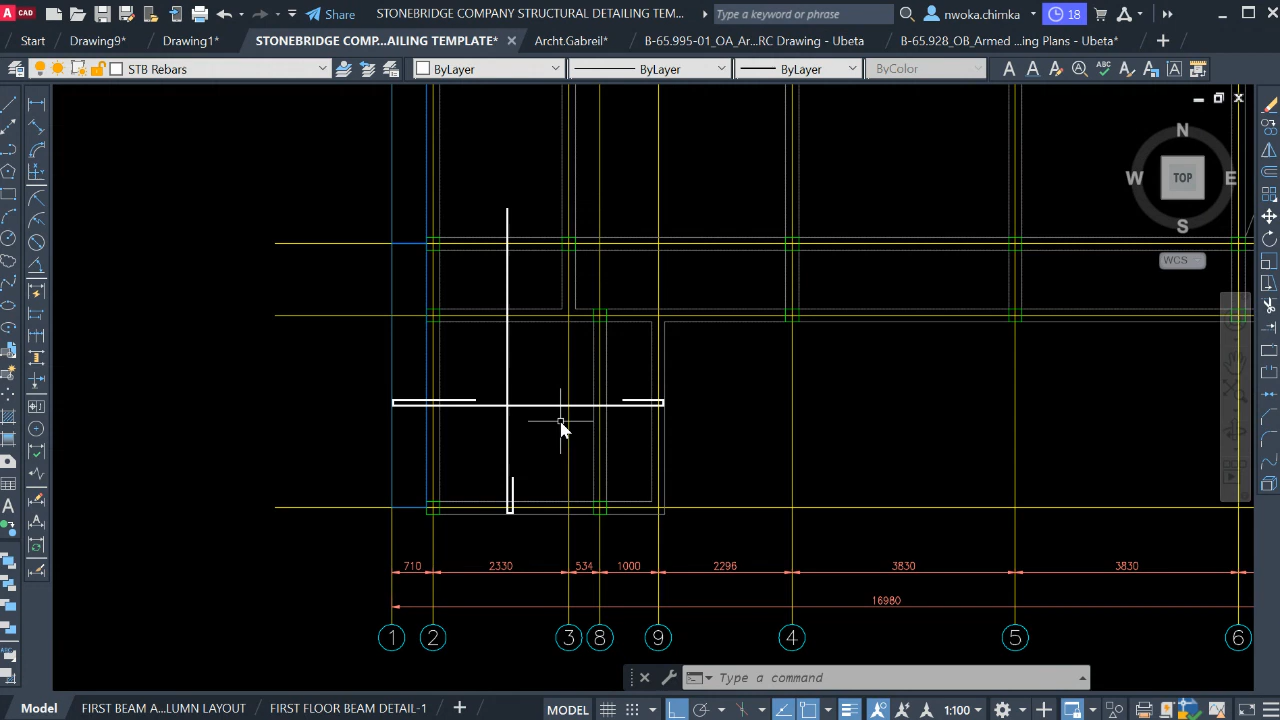 CAD Share STONEBRIDGE COMPANY STRUCTURAL DETAILING TEM... Type a keyword or phrase nwoka.chimka 18
Start Drawing9* Drawing1* STONEBRIDGE COMP...AILING TEMPLATE* Archt.Gabreil* B-65.995-01_OA_Ar...RC Drawing - Ubeta B-65.928_OB_Armed ...ing Plans - Ubeta*
STB Rebars ByLayer ByLayer ByLayer ByColor
N
W TOP E
S
WCS
710 2330 534 1000 2296 3830 3830
16980
1 2 3 8 9 4 5 6
Type a command
Model FIRST BEAM A...LUMN LAYOUT FIRST FLOOR BEAM DETAIL-1 MODEL 1:100